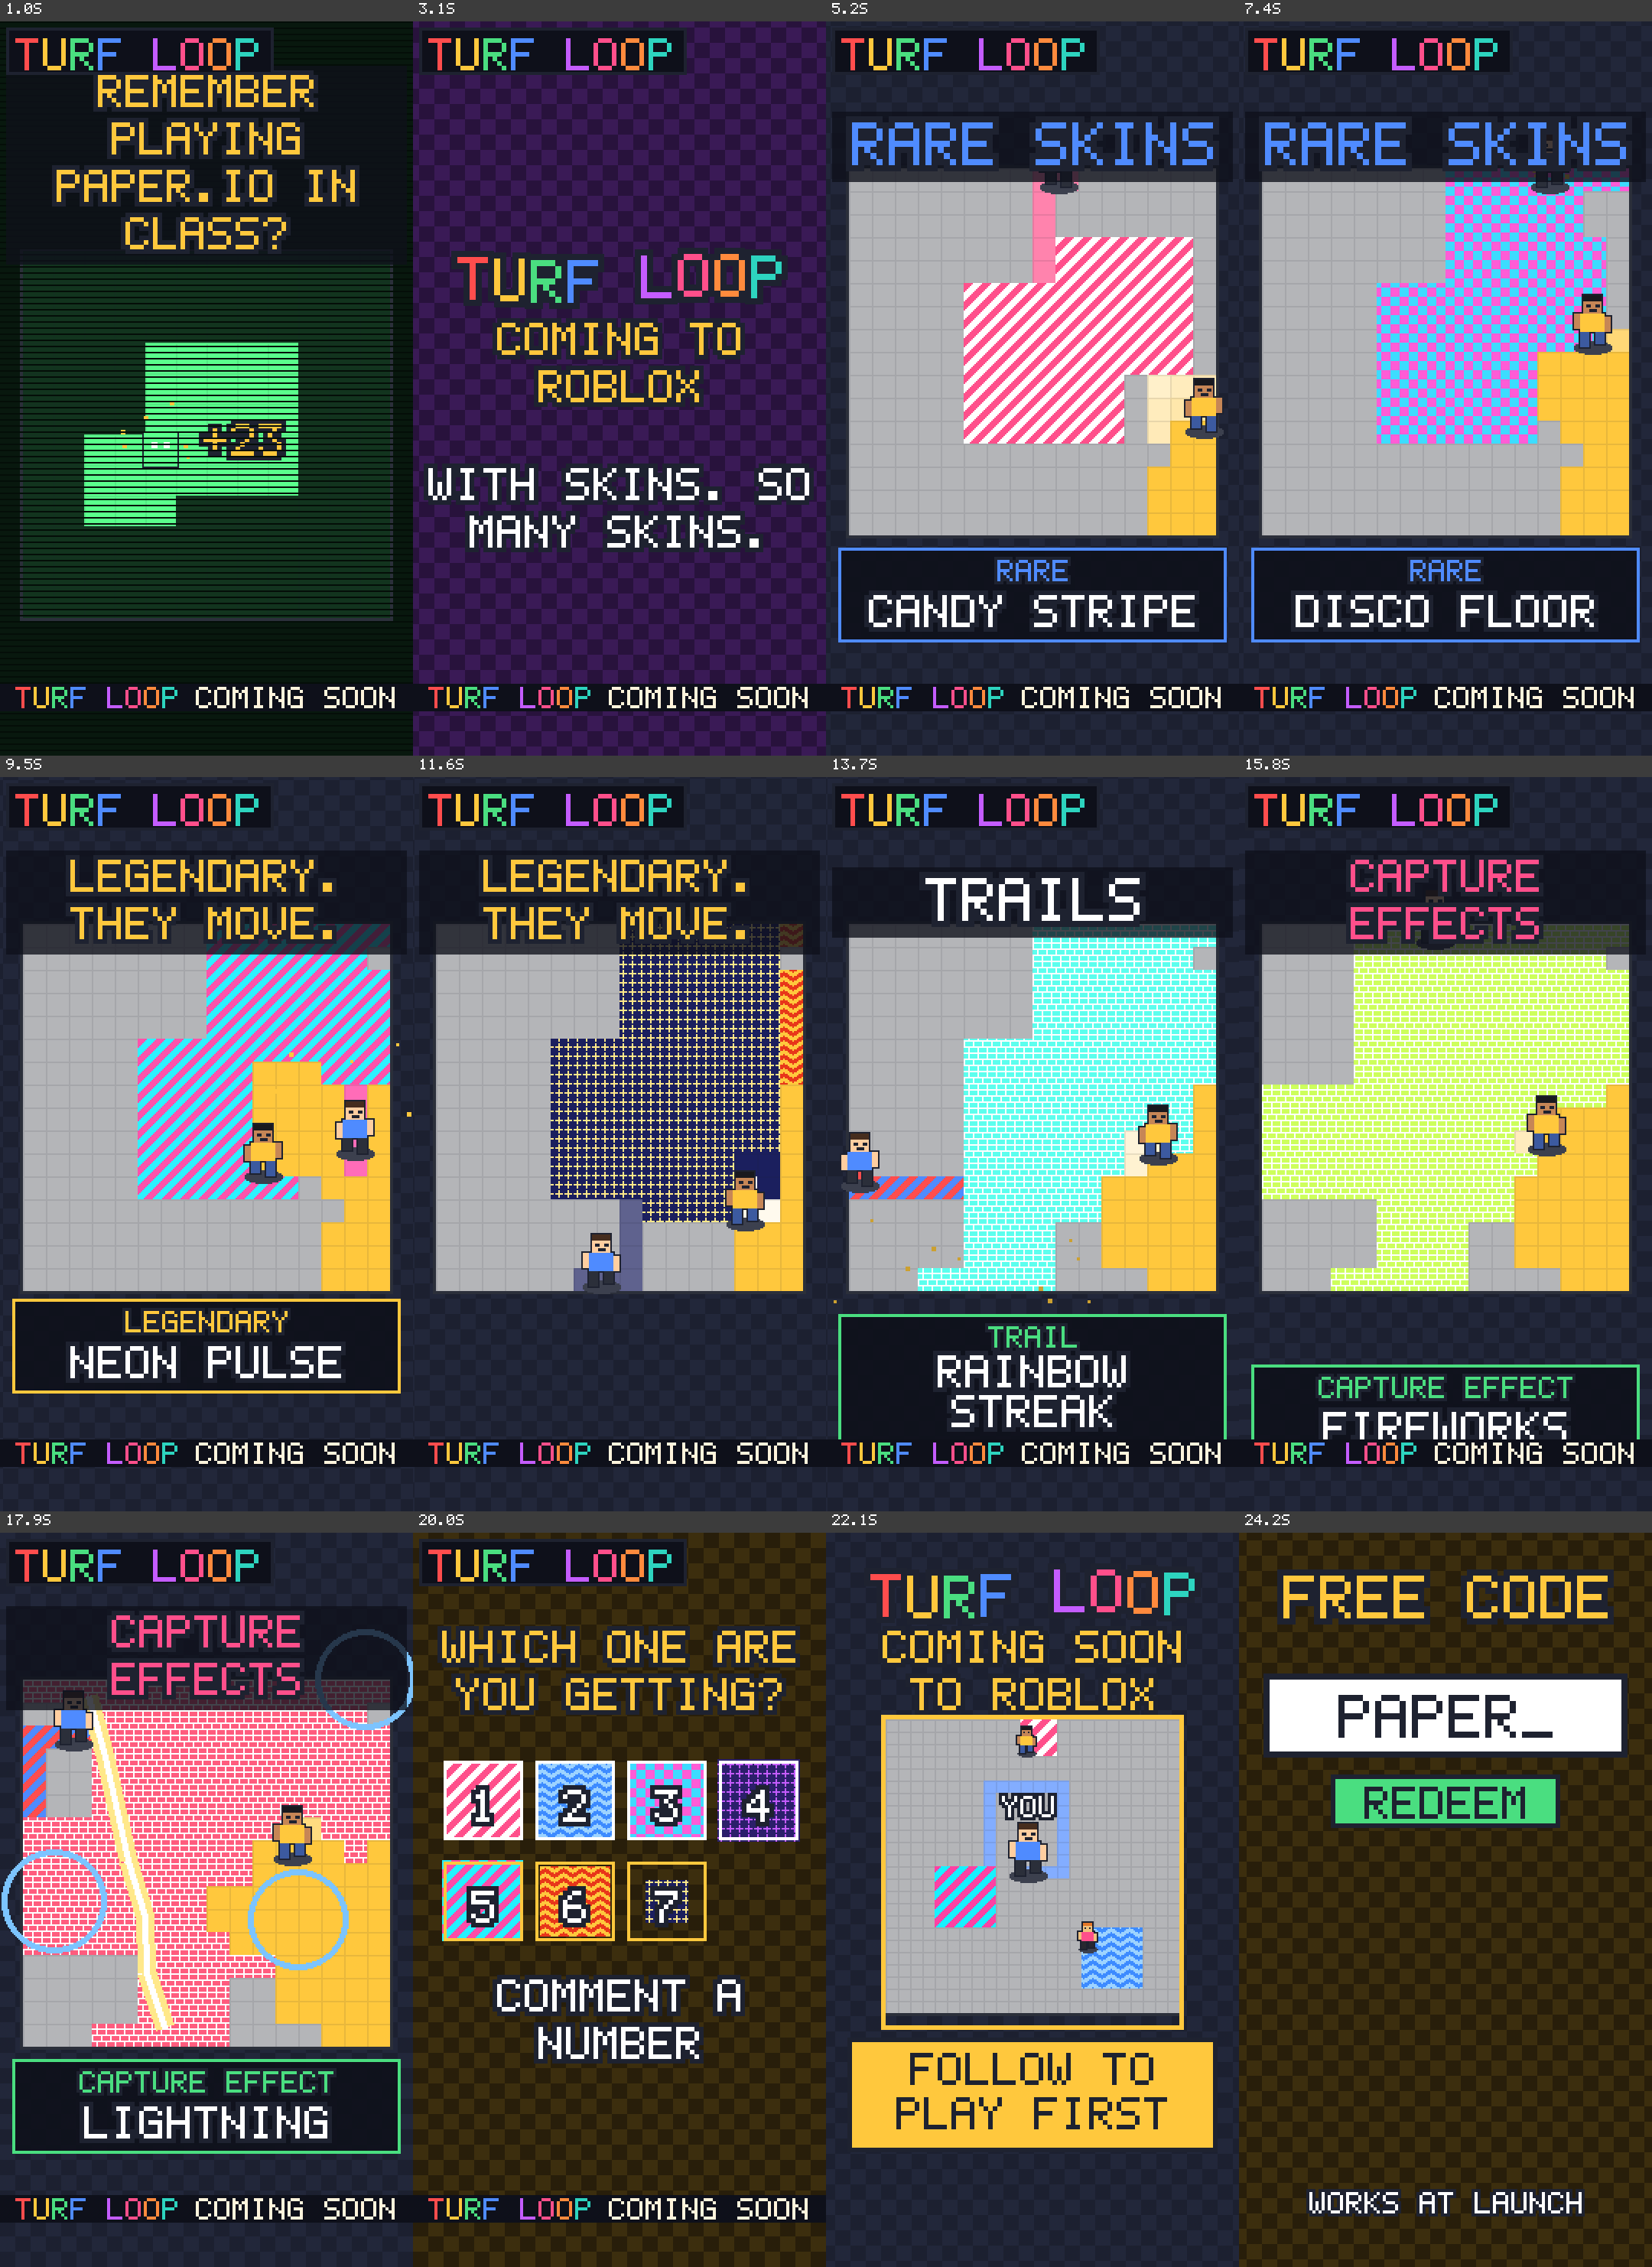 1.0S
TURF LOOP
REMEMBER
PLAYING
PAPER.IO IN
CLASS?
+23
TURF LOOP COMING SOON
3.1S
TURF LOOP
TURF LOOP
COMING TO
ROBLOX
WITH SKINS. SO
MANY SKINS.
TURF LOOP COMING SOON
5.2S
TURF LOOP
RARE SKINS
RARE
CANDY STRIPE
TURF LOOP COMING SOON
7.4S
TURF LOOP
RARE SKINS
RARE
DISCO FLOOR
TURF LOOP COMING SOON
9.5S
TURF LOOP
LEGENDARY.
THEY MOVE.
LEGENDARY
NEON PULSE
TURF LOOP COMING SOON
11.6S
TURF LOOP
LEGENDARY.
THEY MOVE.
TURF LOOP COMING SOON
13.7S
TURF LOOP
TRAILS
TRAIL
RAINBOW
STREAK
TURF LOOP COMING SOON
15.8S
TURF LOOP
CAPTURE
EFFECTS
CAPTURE EFFECT
FIREWORKS
TURF LOOP COMING SOON
17.9S
TURF LOOP
CAPTURE
EFFECTS
CAPTURE EFFECT
LIGHTNING
TURF LOOP COMING SOON
20.0S
TURF LOOP
WHICH ONE ARE
YOU GETTING?
1 2 3 4
5 6 7
COMMENT A
NUMBER
TURF LOOP COMING SOON
22.1S
TURF LOOP
COMING SOON
TO ROBLOX
YOU
FOLLOW TO
PLAY FIRST
24.2S
FREE CODE
PAPER_
REDEEM
WORKS AT LAUNCH